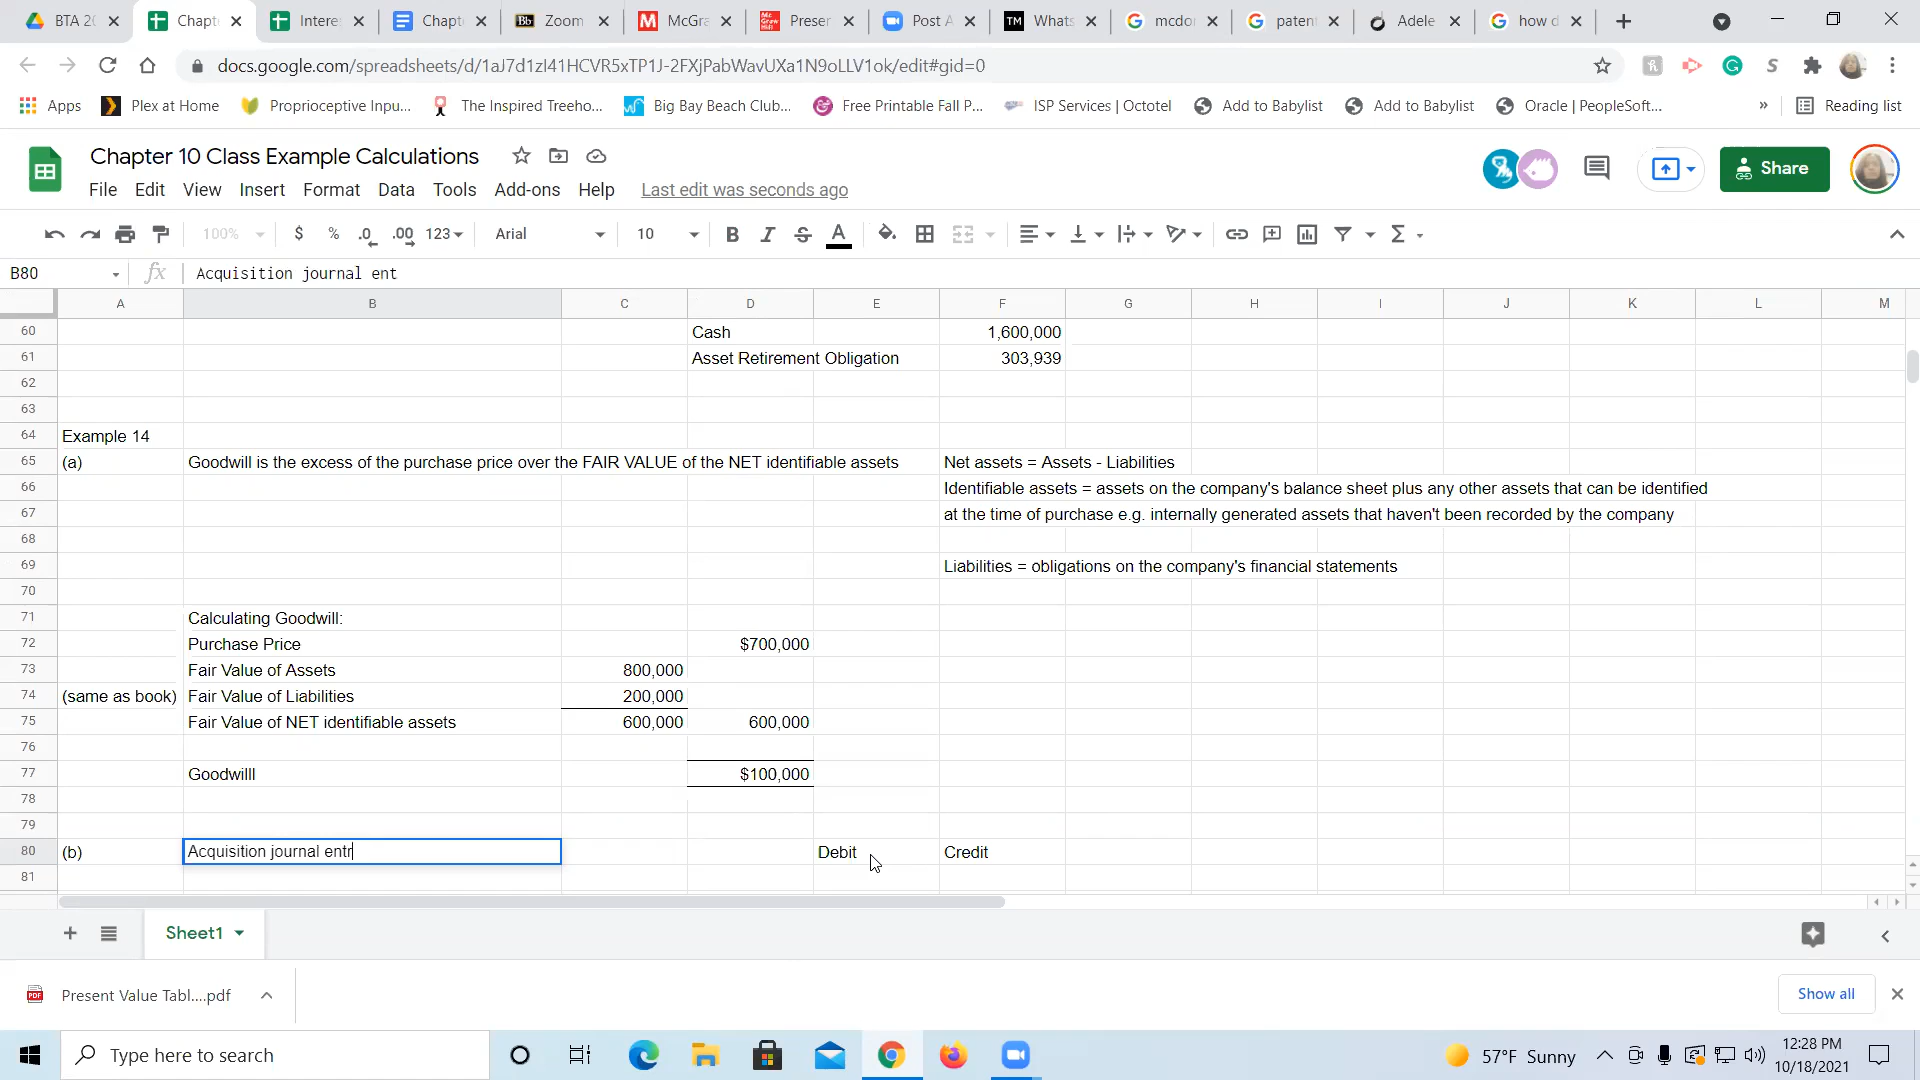 BTA 20
Chapt
Intere
Chapt
Bb Zoom
McGra
Presen
Post A
TM Whats
mcdor
paten
Adele
how d
docs.google.com/spreadsheets/d/1aJ7d1zI41HCVR5xTP1J-2FXjPabWavUXa1N9oLLV1ok/edit#gid=0
Apps
Plex at Home
Proprioceptive Inpu...
The Inspired Treeho...
Big Bay Beach Club...
Free Printable Fall P...
ISP Services | Octotel
Add to Babylist
Add to Babylist
Oracle | PeopleSoft...
»
Reading list
Chapter 10 Class Example Calculations
Share
File Edit View Insert Format Data Tools Add-ons Help Last edit was seconds ago
100% $ % .0 .00 123 Arial 10 B I S A Σ
B80 fx Acquisition journal ent
A B C D E F G H I J K L M
60 Cash 1,600,000
61 Asset Retirement Obligation 303,939
62
63
64 Example 14
65 (a) Goodwill is the excess of the purchase price over the FAIR VALUE of the NET identifiable assets Net assets = Assets - Liabilities
66 Identifiable assets = assets on the company's balance sheet plus any other assets that can be identified
67 at the time of purchase e.g. internally generated assets that haven't been recorded by the company
68
69 Liabilities = obligations on the company's financial statements
70
71 Calculating Goodwill:
72 Purchase Price $700,000
73 Fair Value of Assets 800,000
74 (same as book) Fair Value of Liabilities 200,000
75 Fair Value of NET identifiable assets 600,000 600,000
76
77 Goodwilll $100,000
78
79
80 (b) Acquisition journal entr Debit Credit
81
Sheet1
Present Value Tabl....pdf
Show all
Type here to search
57°F Sunny
12:28 PM
10/18/2021